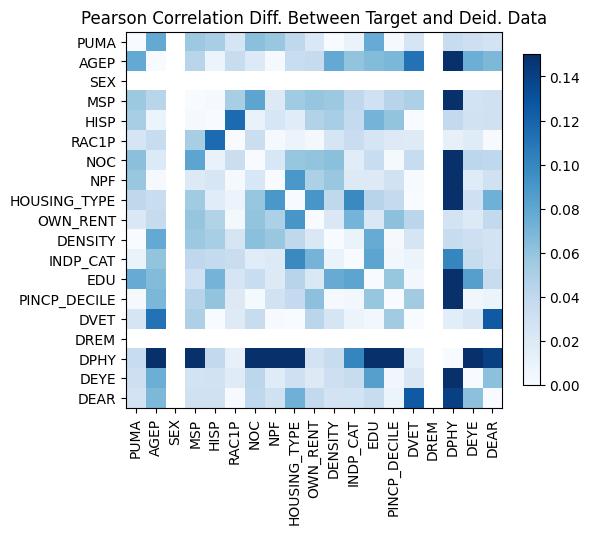 Pearson Correlation Diff. Between Target and Deid. Data
PUMA
AGEP
SEX
MSP
HISP
RAC1P
NOC
NPF
HOUSING_TYPE
OWN_RENT
DENSITY
INDP_CAT
EDU
PINCP_DECILE
DVET
DREM
DPHY
DEYE
DEAR
PUMA
AGEP
SEX
MSP
HISP
RAC1P
NOC
NPF
HOUSING_TYPE
OWN_RENT
DENSITY
INDP_CAT
EDU
PINCP_DECILE
DVET
DREM
DPHY
DEYE
DEAR
0.14
0.12
0.10
0.08
0.06
0.04
0.02
0.00